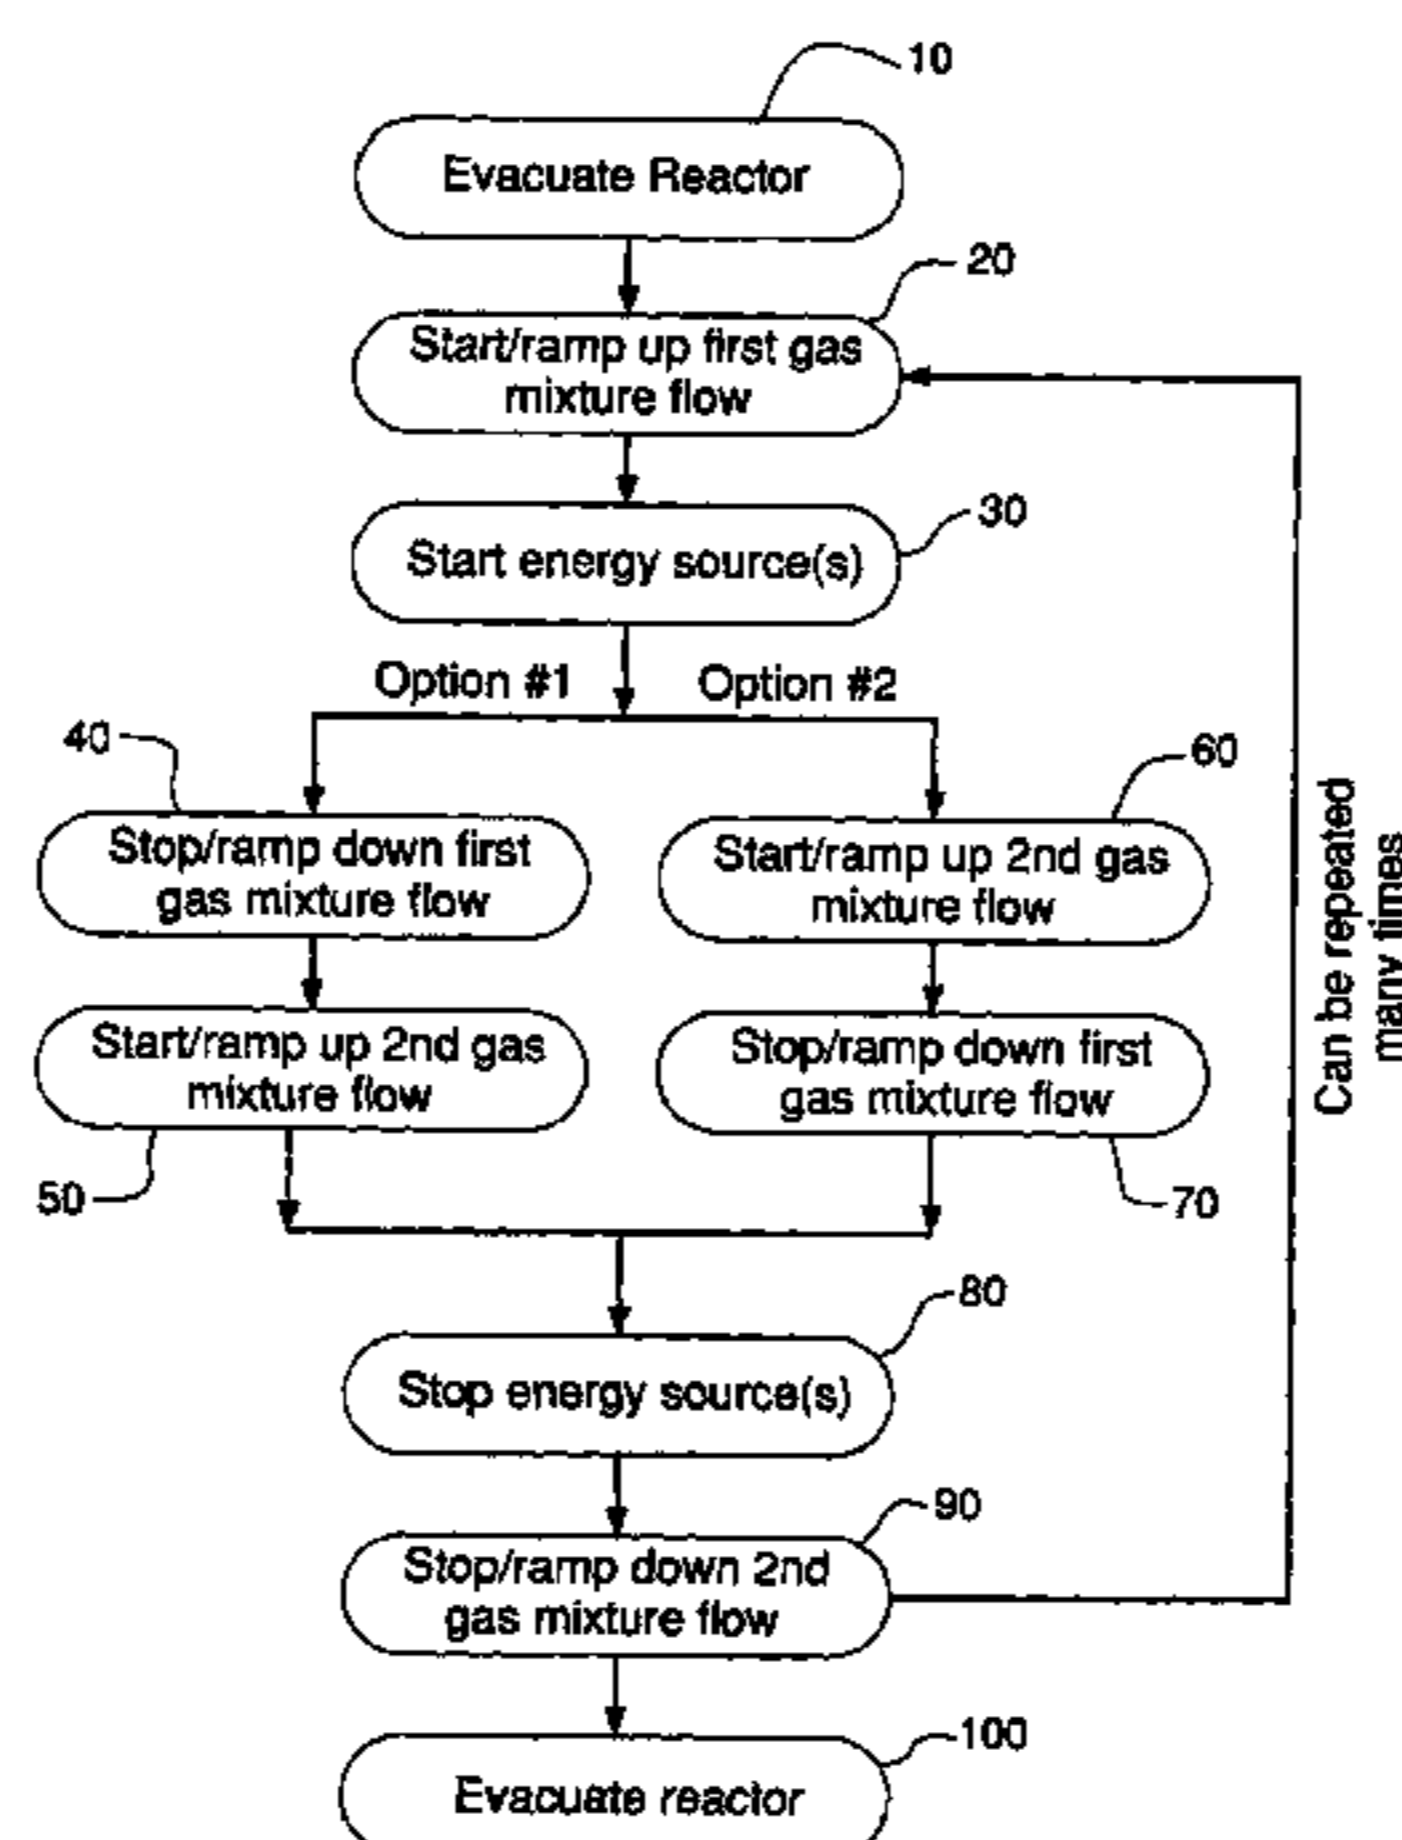 10
Evacuate Reactor
20
Start/ramp up first gas
mixture flow
30
Start energy source(s)
Option #1
Option #2
40
60
Stop/ramp down first
gas mixture flow
Start/ramp up 2nd gas
mixture flow
Start/ramp up 2nd gas
mixture flow
Stop/ramp down first
gas mixture flow
50
70
Can be repeated
many times
80
Stop energy source(s)
90
Stop/ramp down 2nd
gas mixture flow
100
Evacuate reactor